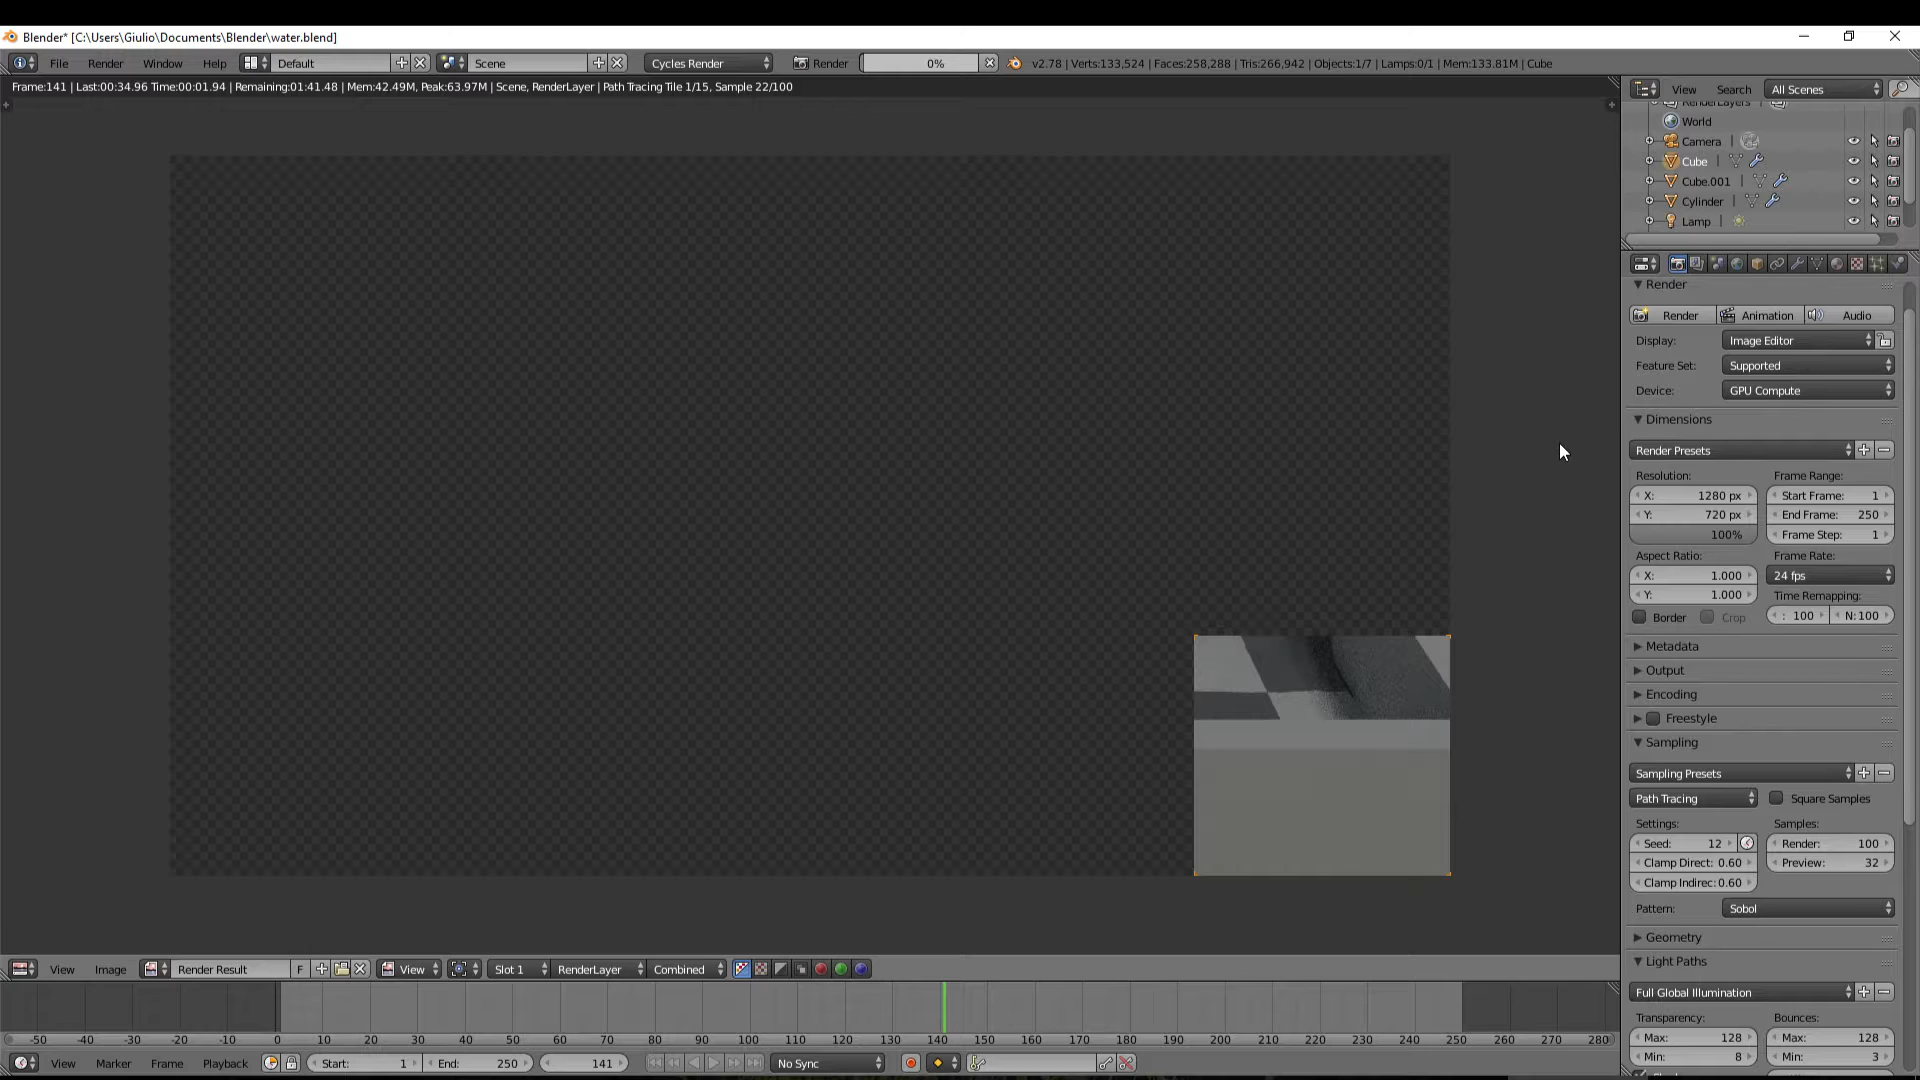 Blender* [C:\Users\Giulio\Documents\Blender\water.blend]
File Render Window Help Default Scene Cycles Render Render 0% v2.78 | Verts:133,524 | Faces:258,288 | Tris:266,942 | Objects:1/7 | Lamps:0/1 | Mem:133.81M | Cube
Frame:141 | Last:00:34.96 Time:00:01.94 | Remaining:01:41.48 | Mem:42.49M, Peak:63.97M | Scene, RenderLayer | Path Tracing Tile 1/15, Sample 22/100
View Search All Scenes
RenderLayers
World
Camera
Cube
Cube.001
Cylinder
Lamp
Render
Render Animation Audio
Display: Image Editor
Feature Set: Supported
Device: GPU Compute
Dimensions
Render Presets
Resolution: Frame Range:
X: 1280 px Start Frame: 1
Y: 720 px End Frame: 250
100% Frame Step: 1
Aspect Ratio: Frame Rate:
X: 1.000 24 fps
Y: 1.000 Time Remapping:
Border Crop : 100 N:100
Metadata
Output
Encoding
Freestyle
Sampling
Sampling Presets
Path Tracing Square Samples
Settings: Samples:
Seed: 12 Render: 100
Clamp Direct: 0.60 Preview: 32
Clamp Indirec: 0.60
Pattern: Sobol
Geometry
Light Paths
Full Global Illumination
Transparency: Bounces:
Max: 128 Max: 128
Min: 8 Min: 3
View Image Render Result F View Slot 1 RenderLayer Combined
-50 -40 -30 -20 -10 0 10 20 30 40 50 60 70 80 90 100 110 120 130 140 150 160 170 180 190 200 210 220 230 240 250 260 270 280
View Marker Frame Playback Start: 1 End: 250 141 No Sync